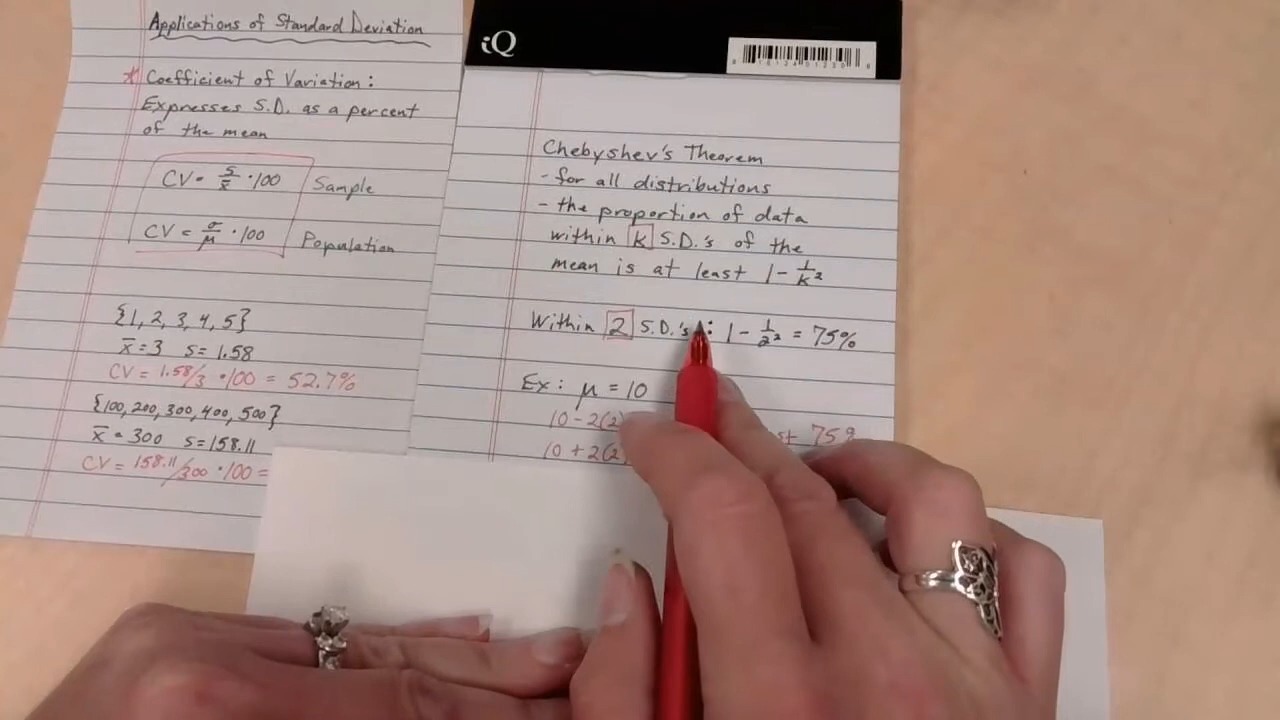 Applications of Standard Deviation
* Coefficient of Variation:
Expresses S.D. as a percent
of the mean
CV = s/x̄ · 100 Sample
CV = σ/μ · 100 Population
{1, 2, 3, 4, 5}
x̄ = 3 s = 1.58
CV = 1.58/3 · 100 = 52.7%
{100, 200, 300, 400, 500}
x̄ = 300 s = 158.11
CV = 158.11/300 · 100 =
iQ
Chebyshev's Theorem
- for all distributions
- the proportion of data
within k S.D.'s of the
mean is at least 1 - 1/k²
Within 2 S.D.'s : 1 - 1/2² = 75%
Ex: μ = 10
10 - 2(2) 75%
10 + 2(2)